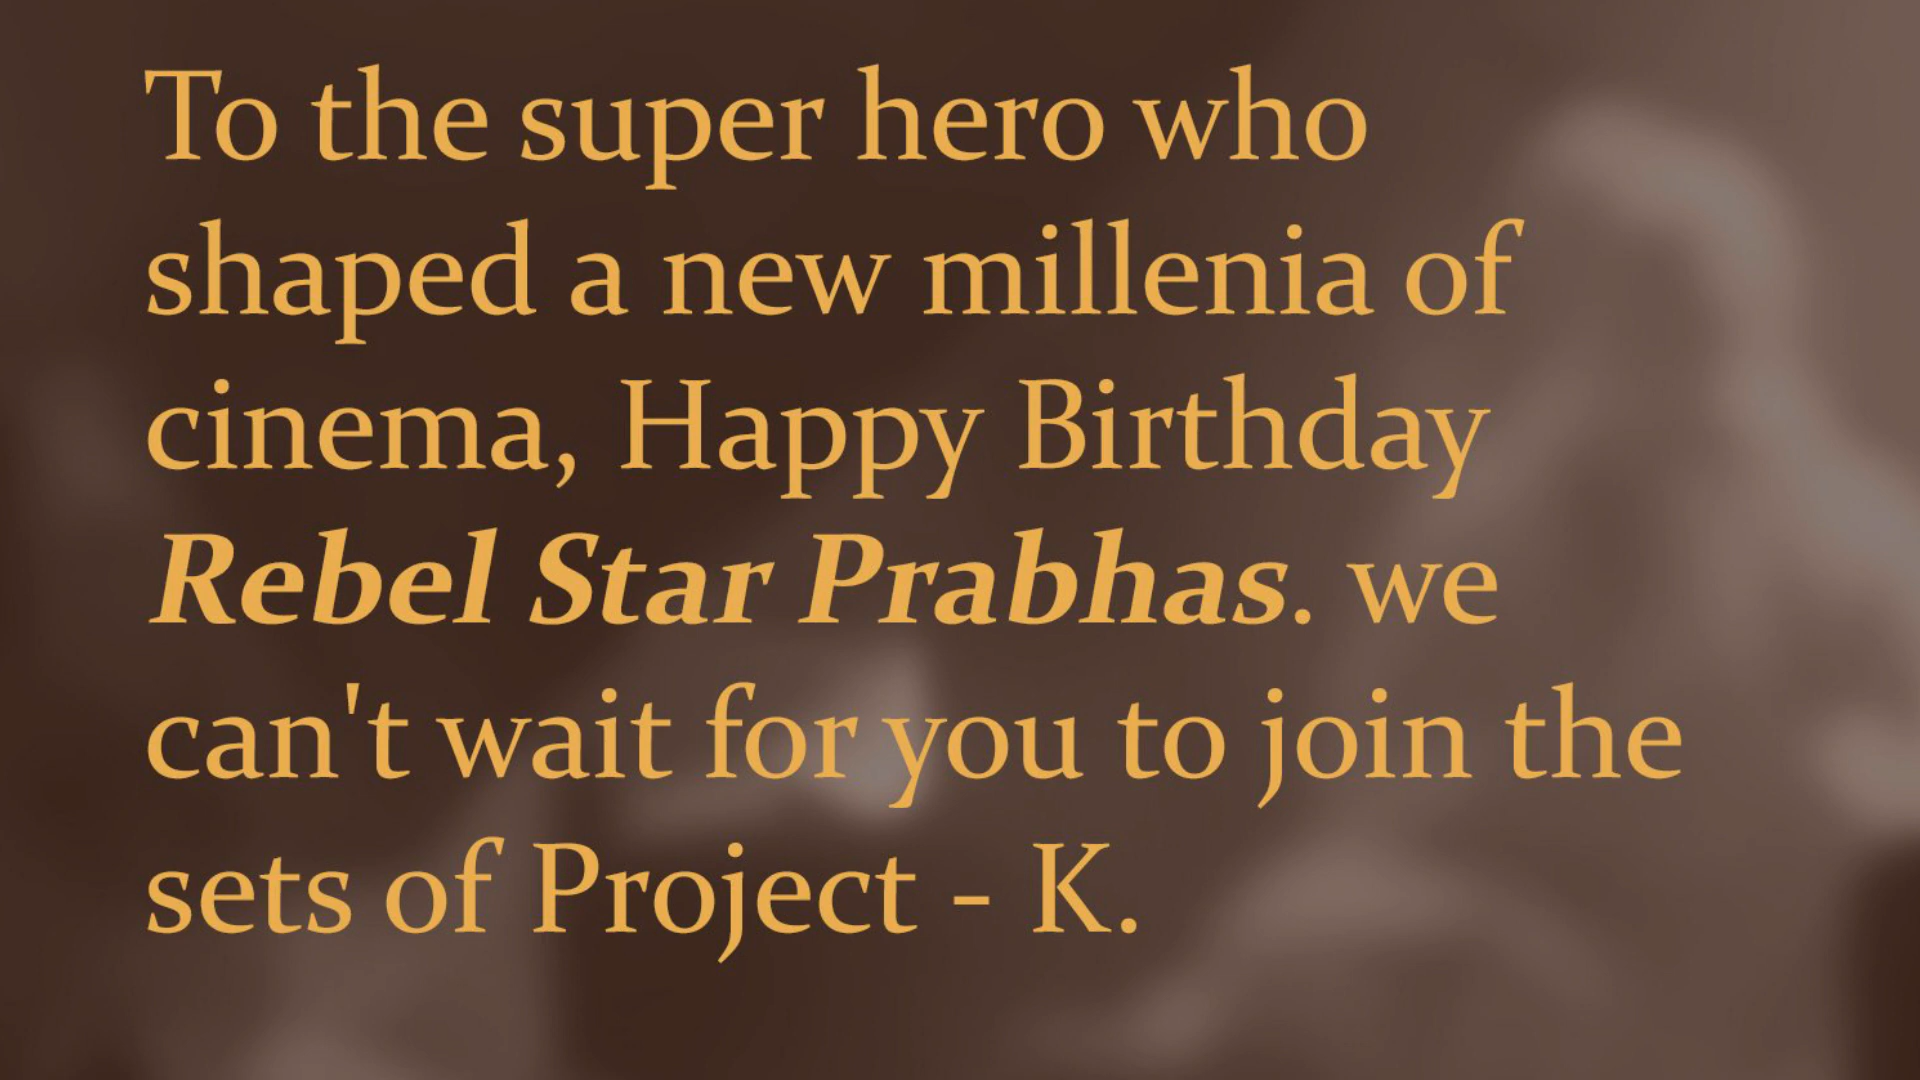 To the super hero who
shaped a new millenia of
cinema, Happy Birthday
Rebel Star Prabhas. we
can't wait for you to join the
sets of Project - K.